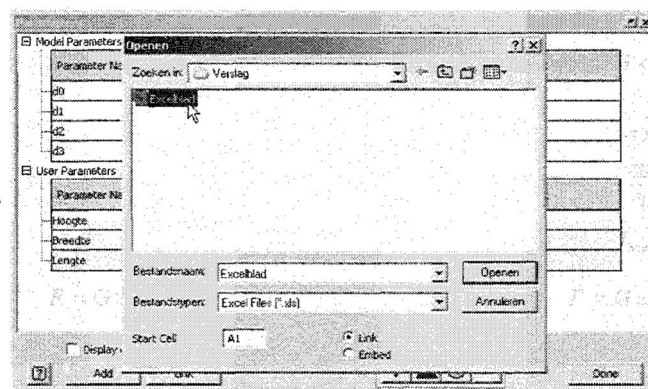 Model Parameters
Parameter Na
d0
d1
d2
d3
User Parameters
Parameter Na
Hoogte
Breedte
Lengte
Display
Add
Done
Openen
Zoeken in: Verslag
Excelblad
Bestandsnaam: Excelblad
Openen
Bestandstypen: Excel Files (*.xls)
Annuleren
Start Cell A1
Link
Embed